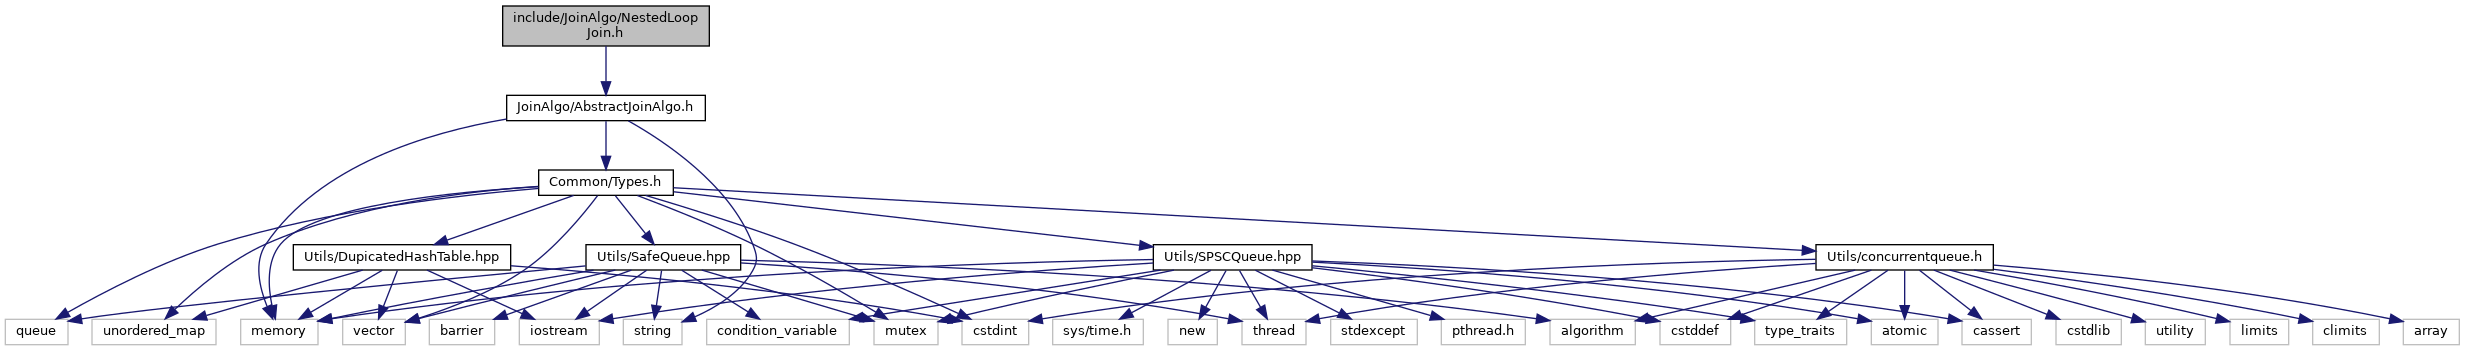 include/JoinAlgo/NestedLoop
Join.h
JoinAlgo/AbstractJoinAlgo.h
Common/Types.h
Utils/DupicatedHashTable.hpp
Utils/SafeQueue.hpp
Utils/SPSCQueue.hpp
Utils/concurrentqueue.h
queue
unordered_map
memory
vector
barrier
iostream
string
condition_variable
mutex
cstdint
sys/time.h
new
thread
stdexcept
pthread.h
algorithm
cstddef
type_traits
atomic
cassert
cstdlib
utility
limits
climits
array